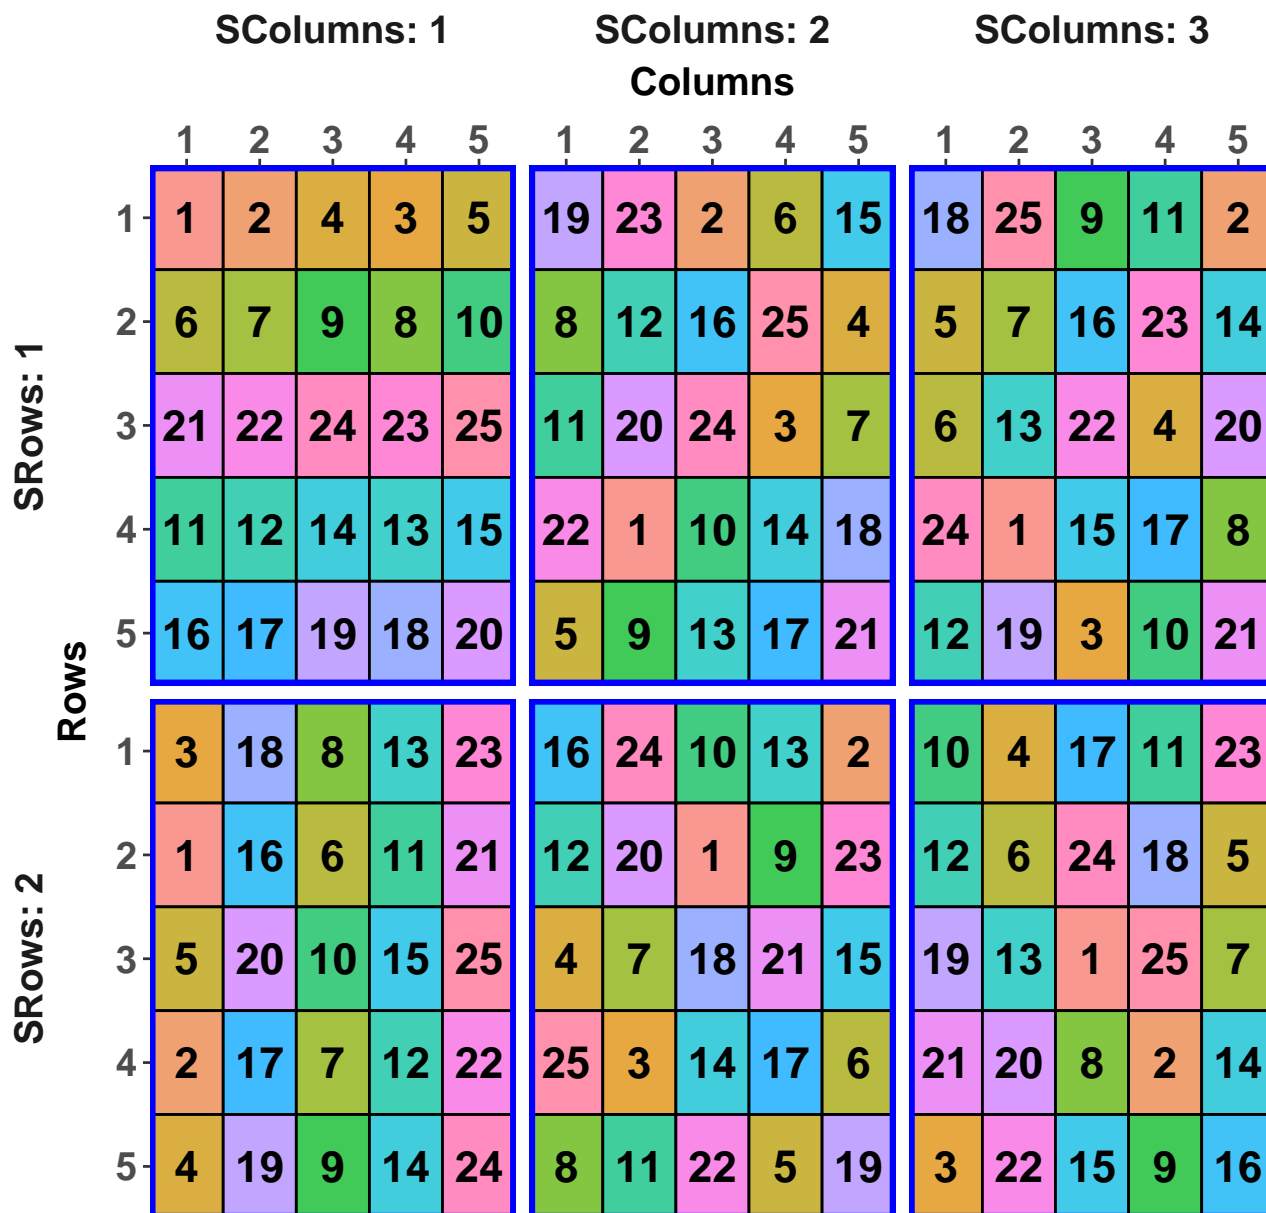 SColumns: 1 SColumns: 2 SColumns: 3
Columns
1 2 3 4 5 1 2 3 4 5 1 2 3 4 5
SRows: 1
Rows
1 1 2 4 3 5 19 23 2 6 15 18 25 9 11 2
2 6 7 9 8 10 8 12 16 25 4 5 7 16 23 14
3 21 22 24 23 25 11 20 24 3 7 6 13 22 4 20
4 11 12 14 13 15 22 1 10 14 18 24 1 15 17 8
5 16 17 19 18 20 5 9 13 17 21 12 19 3 10 21
SRows: 2
1 3 18 8 13 23 16 24 10 13 2 10 4 17 11 23
2 1 16 6 11 21 12 20 1 9 23 12 6 24 18 5
3 5 20 10 15 25 4 7 18 21 15 19 13 1 25 7
4 2 17 7 12 22 25 3 14 17 6 21 20 8 2 14
5 4 19 9 14 24 8 11 22 5 19 3 22 15 9 16